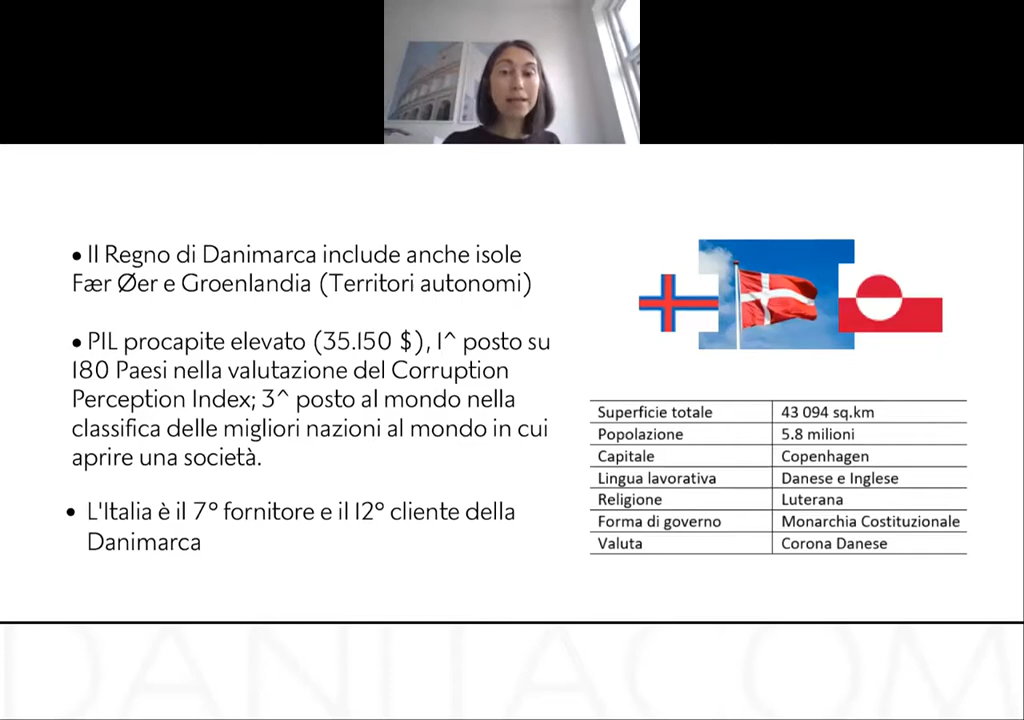 • Il Regno di Danimarca include anche isole
Fær Øer e Groenlandia (Territori autonomi)
• PIL procapite elevato (35.150 $), 1^ posto su
180 Paesi nella valutazione del Corruption
Perception Index; 3^ posto al mondo nella
classifica delle migliori nazioni al mondo in cui
aprire una società.
• L'Italia è il 7° fornitore e il 12° cliente della
Danimarca
Superficie totale 43 094 sq.km
Popolazione 5.8 milioni
Capitale Copenhagen
Lingua lavorativa Danese e Inglese
Religione Luterana
Forma di governo Monarchia Costituzionale
Valuta Corona Danese
DANITACOM